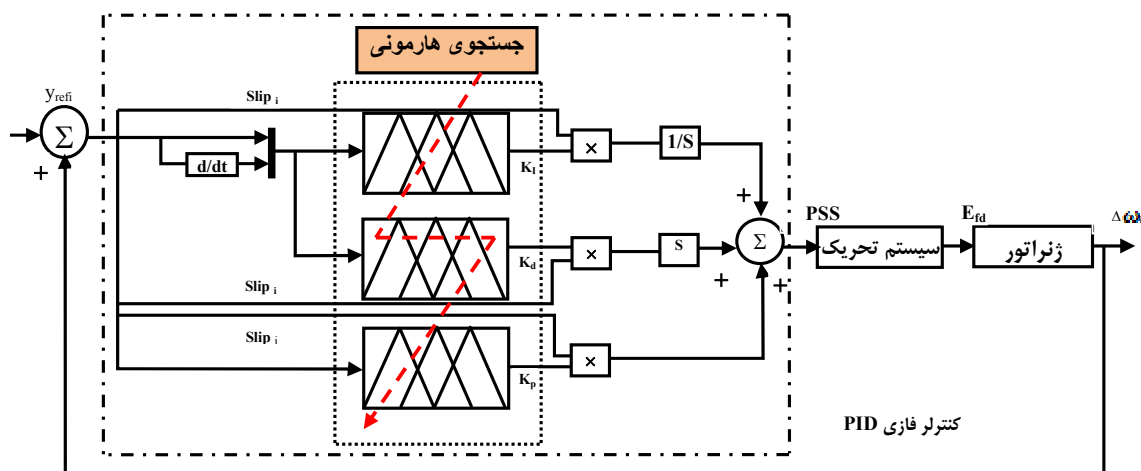 جستجوی هارمونی
y_refi
Slip i
Σ
+
d/dt
×
1/S
K_I
+
PSS
E_fd
Δω
Σ
سیستم تحریک
ژنراتور
×
S
K_d
+
+
Slip i
Slip i
×
K_p
کنترلر فازی PID